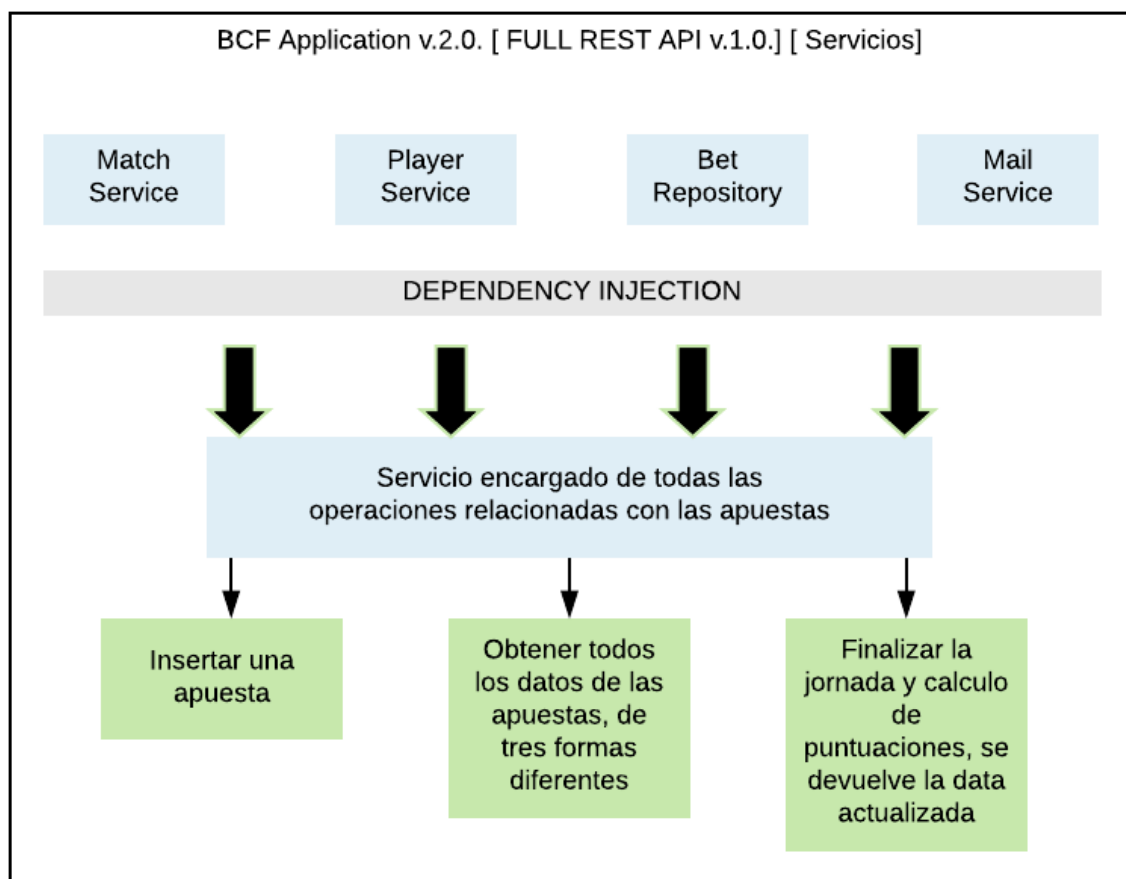 BCF Application v.2.0. [ FULL REST API v.1.0.] [ Servicios]
Match
Service
Player
Service
Bet
Repository
Mail
Service
DEPENDENCY INJECTION
Servicio encargado de todas las
operaciones relacionadas con las apuestas
Insertar una
apuesta
Obtener todos
los datos de las
apuestas, de
tres formas
diferentes
Finalizar la
jornada y calculo
de
puntuaciones, se
devuelve la data
actualizada